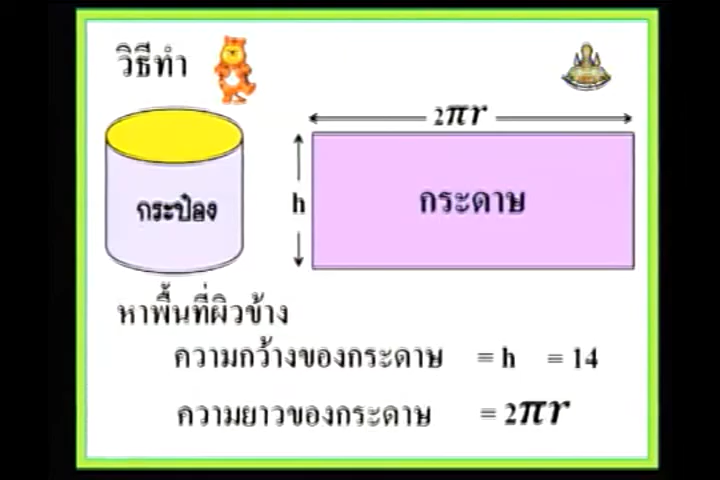 วิธีทำ
2πr
กระป๋อง
h
กระดาษ
หาพื้นที่ผิวข้าง
ความกว้างของกระดาษ = h = 14
ความยาวของกระดาษ = 2πr